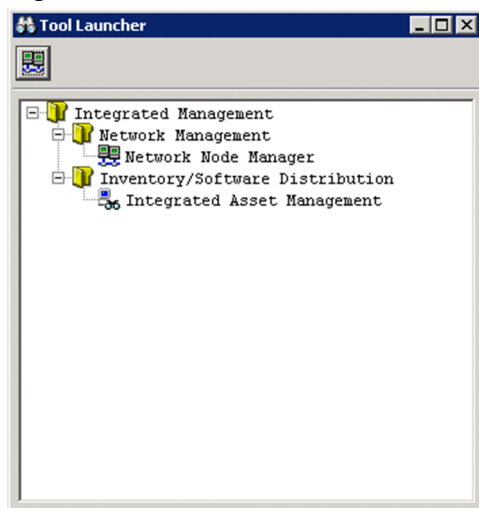 Tool Launcher
Integrated Management
Network Management
Network Node Manager
Inventory/Software Distribution
Integrated Asset Management